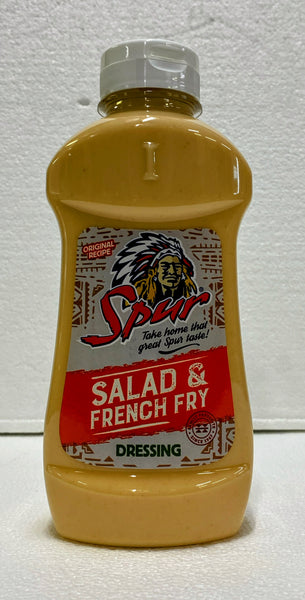 ORIGINAL
RECIPE
Spur
Take home that
great Spur taste!
SALAD &
FRENCH FRY
DRESSING